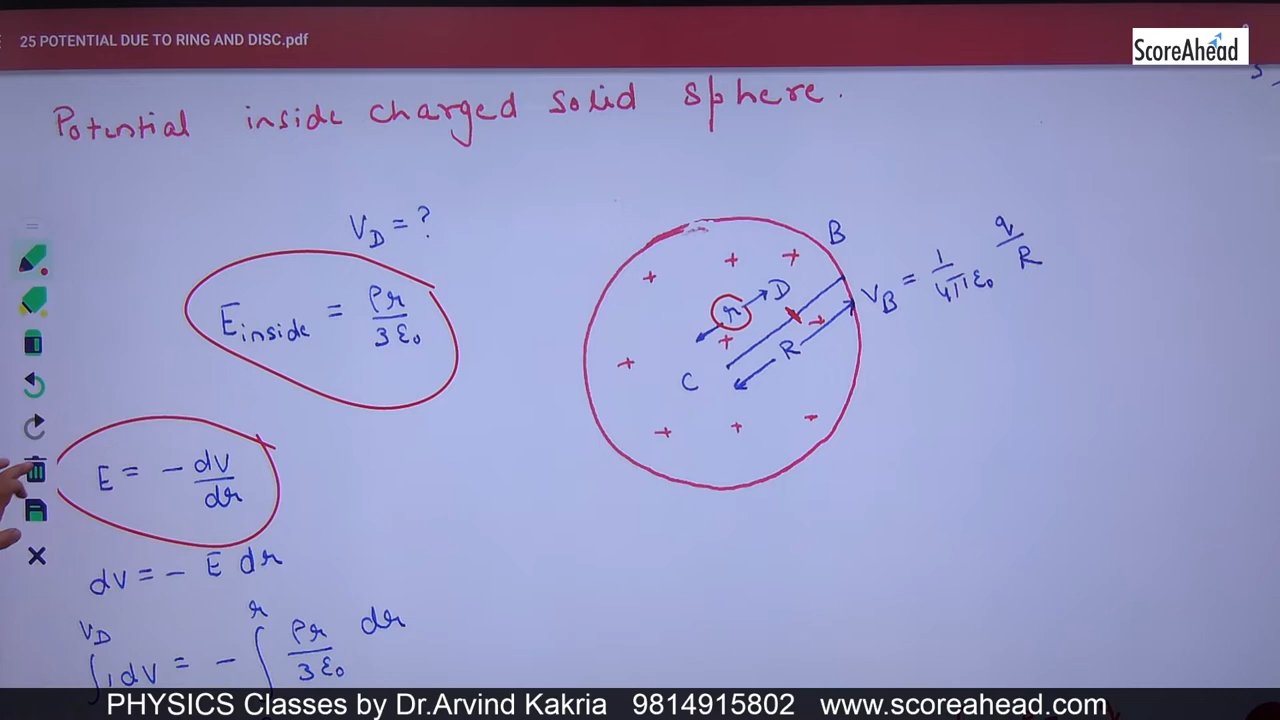 25 POTENTIAL DUE TO RING AND DISC.pdf
ScoreAhead
Potential inside charged solid sphere.
V_D = ?
B
V_B = 1/4πε₀ q/R
D
r
R
C
E_inside = ρr/3ε₀
E = - dv/dr
dv = - E dr
∫^{V_D} 1 dv = - ∫^r ρr/3ε₀ dr
PHYSICS Classes by Dr.Arvind Kakria 9814915802 www.scoreahead.com